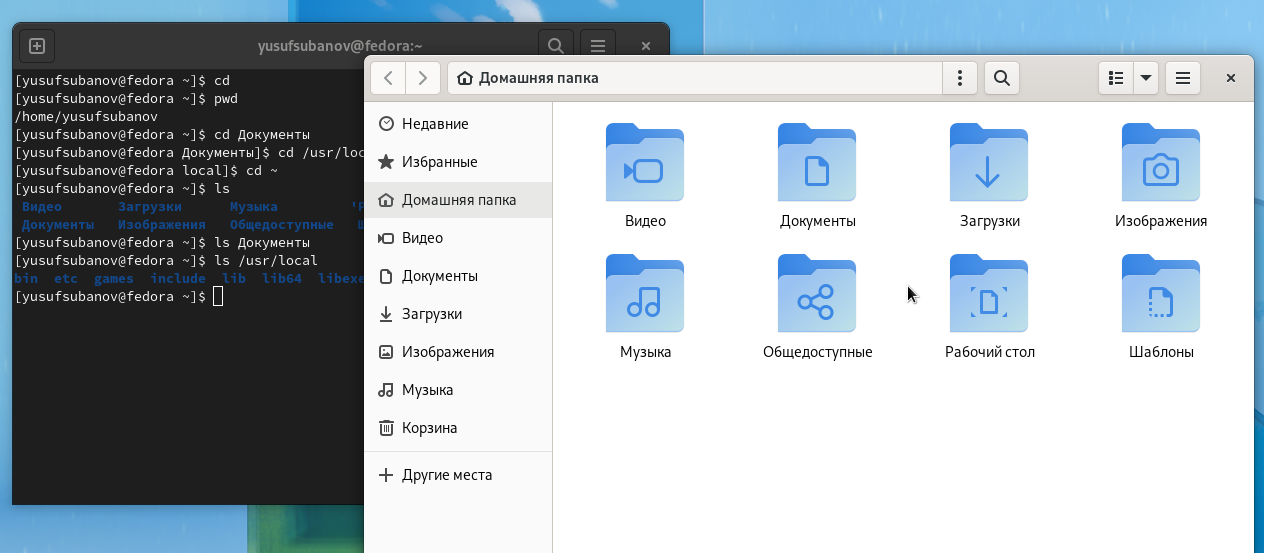 yusufsubanov@fedora:~
[yusufsubanov@fedora ~]$ cd
[yusufsubanov@fedora ~]$ pwd
/home/yusufsubanov
[yusufsubanov@fedora ~]$ cd Документы
[yusufsubanov@fedora Документы]$ cd /usr/loc
[yusufsubanov@fedora local]$ cd ~
[yusufsubanov@fedora ~]$ ls
Видео Загрузки Музыка
Документы Изображения Общедоступные
[yusufsubanov@fedora ~]$ ls Документы
[yusufsubanov@fedora ~]$ ls /usr/local
bin etc games include lib lib64 libexe
[yusufsubanov@fedora ~]$
Домашняя папка
Недавние
Избранные
Домашняя папка
Видео
Документы
Загрузки
Изображения
Музыка
Корзина
Другие места
Видео Документы Загрузки Изображения
Музыка Общедоступные Рабочий стол Шаблоны